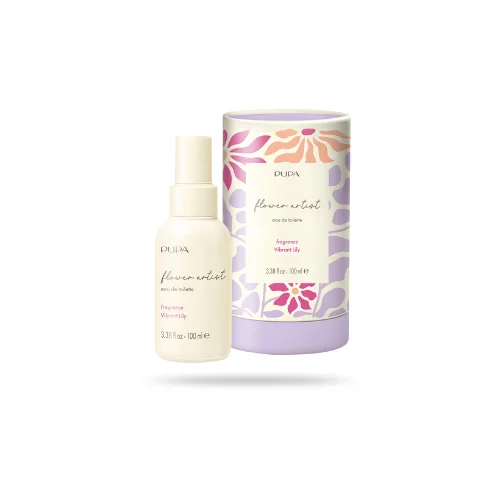 PUPA
flower artist
eau de toilette
fragrance
Vibrant Lily
3.38 fl oz - 100 ml e
PUPA
flower artist
eau de toilette
fragrance
Vibrant Lily
3.38 fl oz - 100 ml e